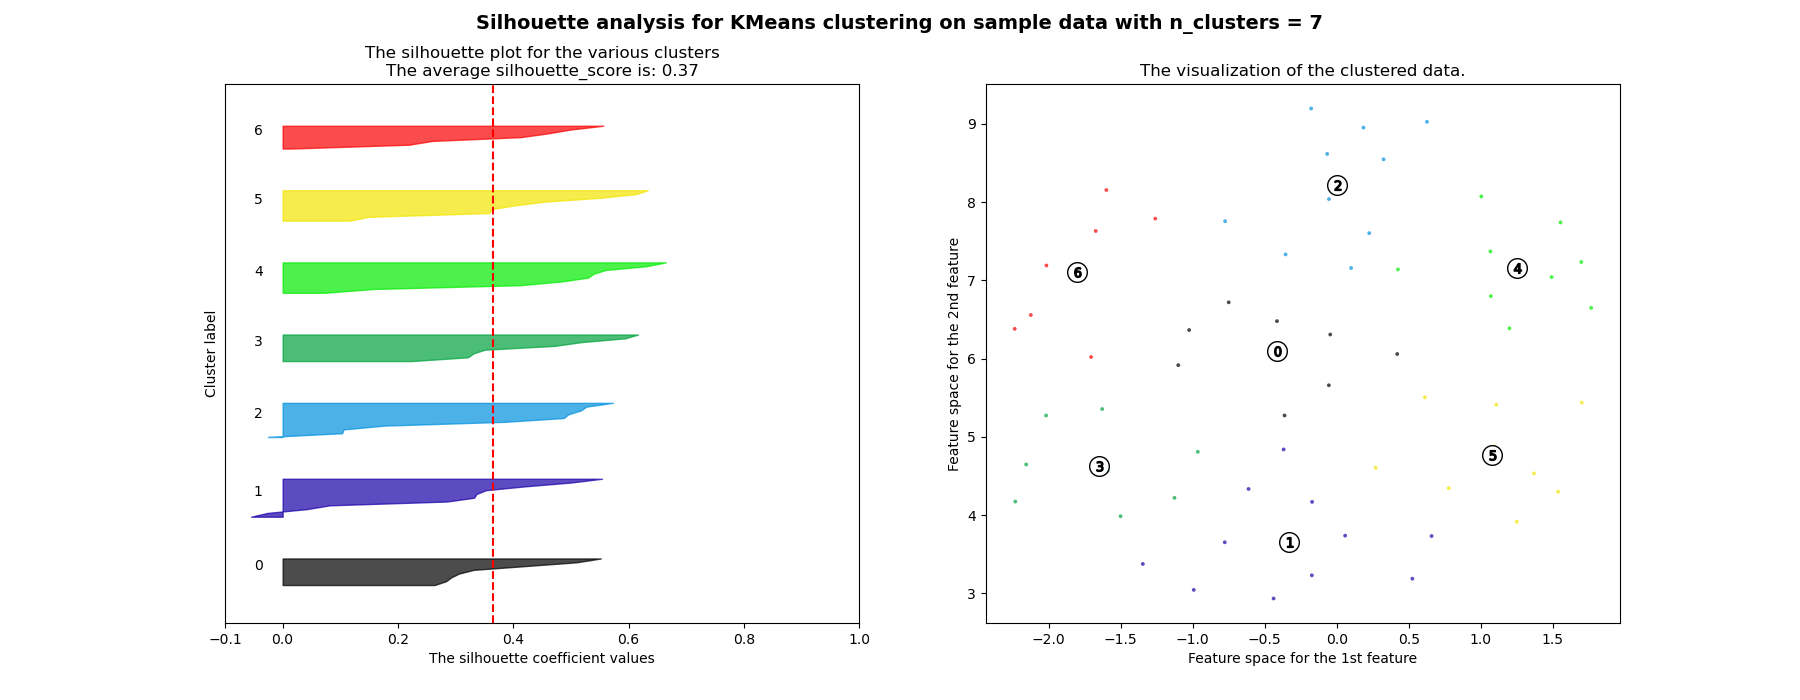 Silhouette analysis for KMeans clustering on sample data with n_clusters = 7
The silhouette plot for the various clusters
The average silhouette_score is: 0.37
6
5
4
3
2
1
0
Cluster label
−0.1 0.0 0.2 0.4 0.6 0.8 1.0
The silhouette coefficient values
The visualization of the clustered data.
9
8
7
6
5
4
3
Feature space for the 2nd feature
2
4
6
0
5
3
1
−2.0 −1.5 −1.0 −0.5 0.0 0.5 1.0 1.5
Feature space for the 1st feature